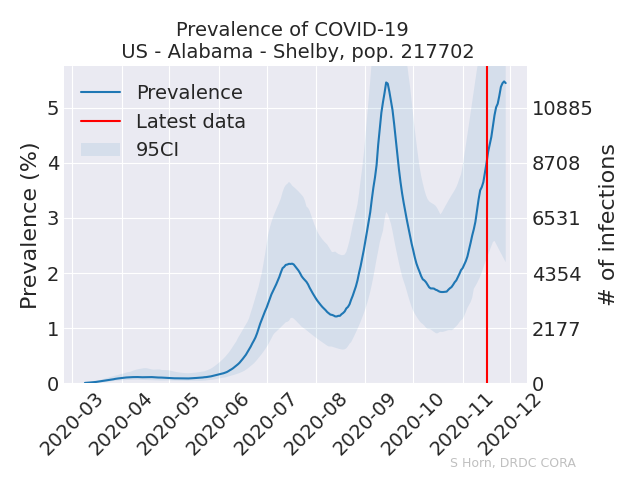 Prevalence of COVID-19
US - Alabama - Shelby, pop. 217702
Prevalence
Latest data
95CI
Prevalence (%)
5
4
3
2
1
0
10885
8708
6531
4354
2177
0
# of infections
2020-03
2020-04
2020-05
2020-06
2020-07
2020-08
2020-09
2020-10
2020-11
2020-12
S Horn, DRDC CORA